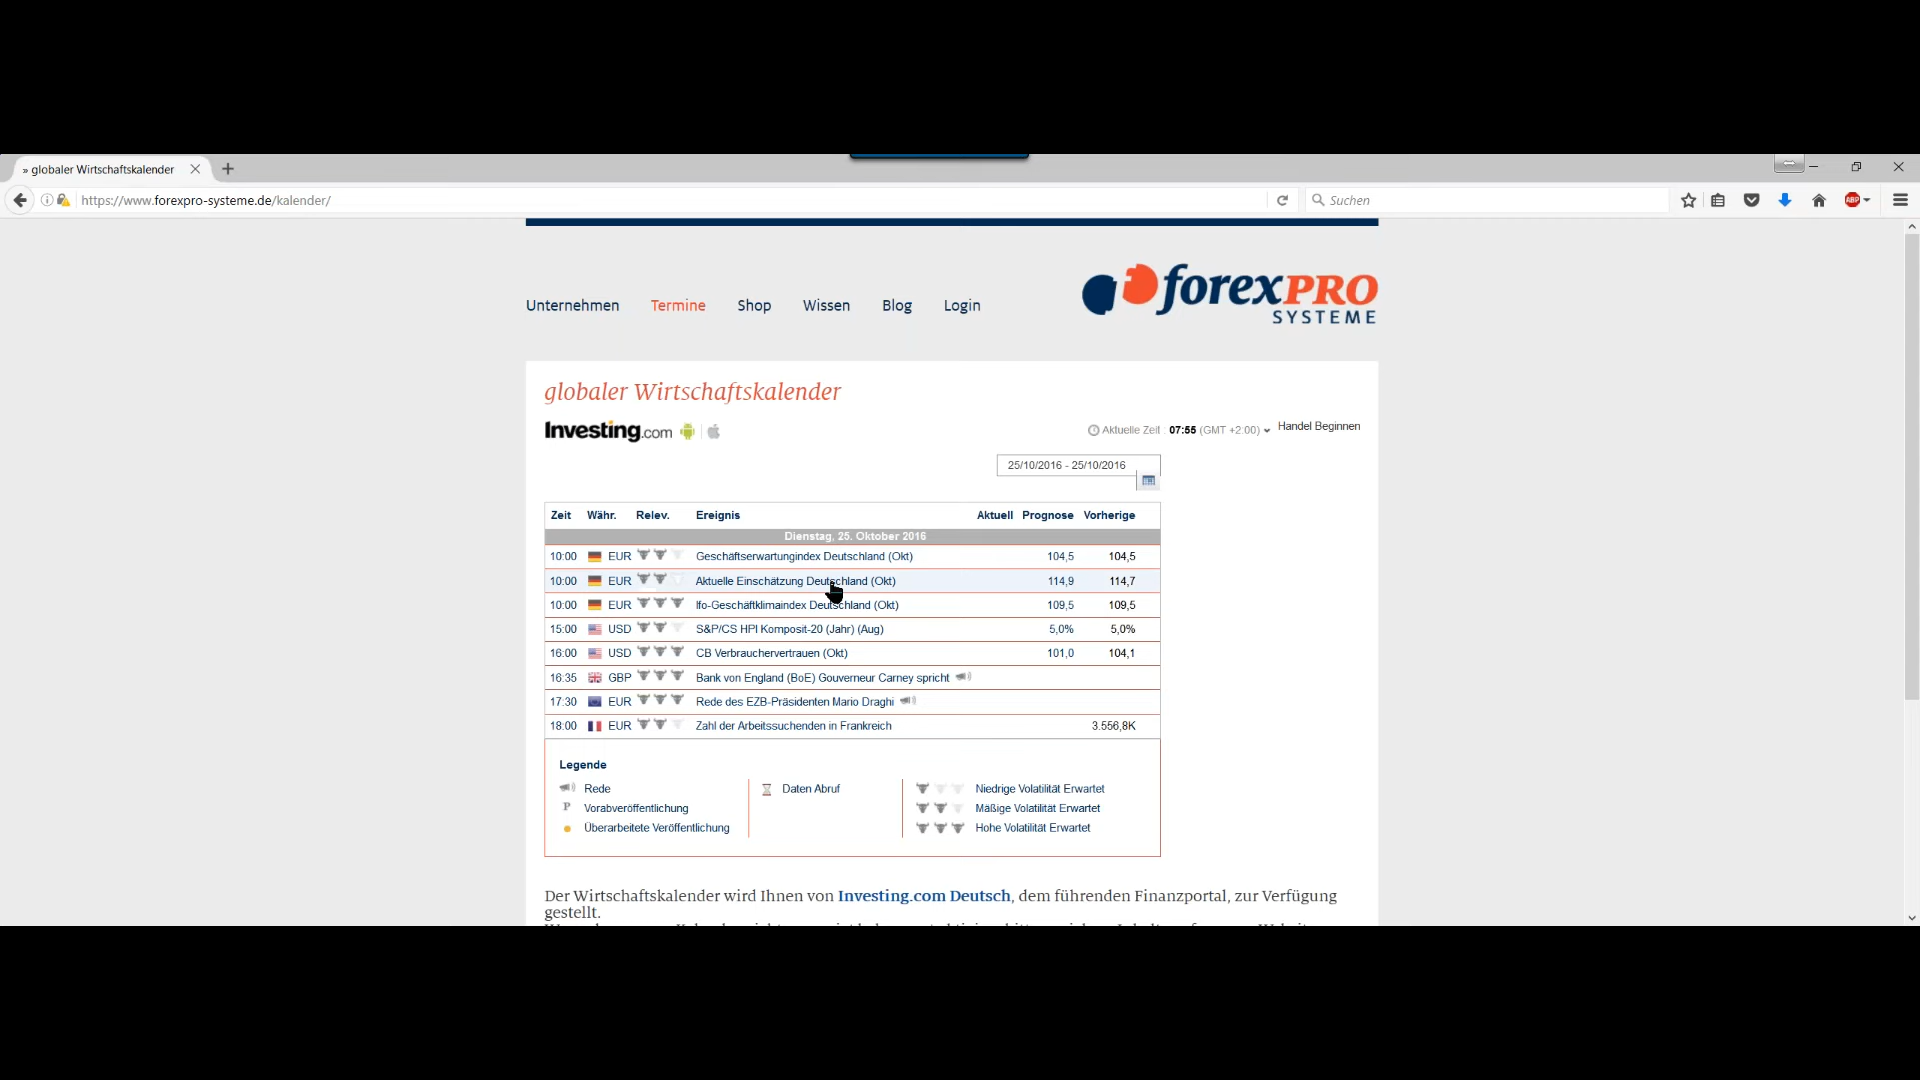 » globaler Wirtschaftskalender
https://www.forexpro-systeme.de/kalender/
Suchen
ABP
Unternehmen Termine Shop Wissen Blog Login
forexPRO
SYSTEME
globaler Wirtschaftskalender
Investing.com
Aktuelle Zeit 07:55 (GMT +2:00) Handel Beginnen
25/10/2016 - 25/10/2016
Zeit Währ. Relev. Ereignis Aktuell Prognose Vorherige
Dienstag, 25. Oktober 2016
10:00 EUR Geschäftserwartungindex Deutschland (Okt) 104,5 104,5
10:00 EUR Aktuelle Einschätzung Deutschland (Okt) 114,9 114,7
10:00 EUR Ifo-Geschäftklimaindex Deutschland (Okt) 109,5 109,5
15:00 USD S&P/CS HPI Komposit-20 (Jahr) (Aug) 5,0% 5,0%
16:00 USD CB Verbrauchervertrauen (Okt) 101,0 104,1
16:35 GBP Bank von England (BoE) Gouverneur Carney spricht
17:30 EUR Rede des EZB-Präsidenten Mario Draghi
18:00 EUR Zahl der Arbeitssuchenden in Frankreich 3.556,8K
Legende
Rede
P Vorabveröffentlichung
Überarbeitete Veröffentlichung
Daten Abruf
Niedrige Volatilität Erwartet
Mäßige Volatilität Erwartet
Hohe Volatilität Erwartet
Der Wirtschaftskalender wird Ihnen von Investing.com Deutsch, dem führenden Finanzportal, zur Verfügung
gestellt.